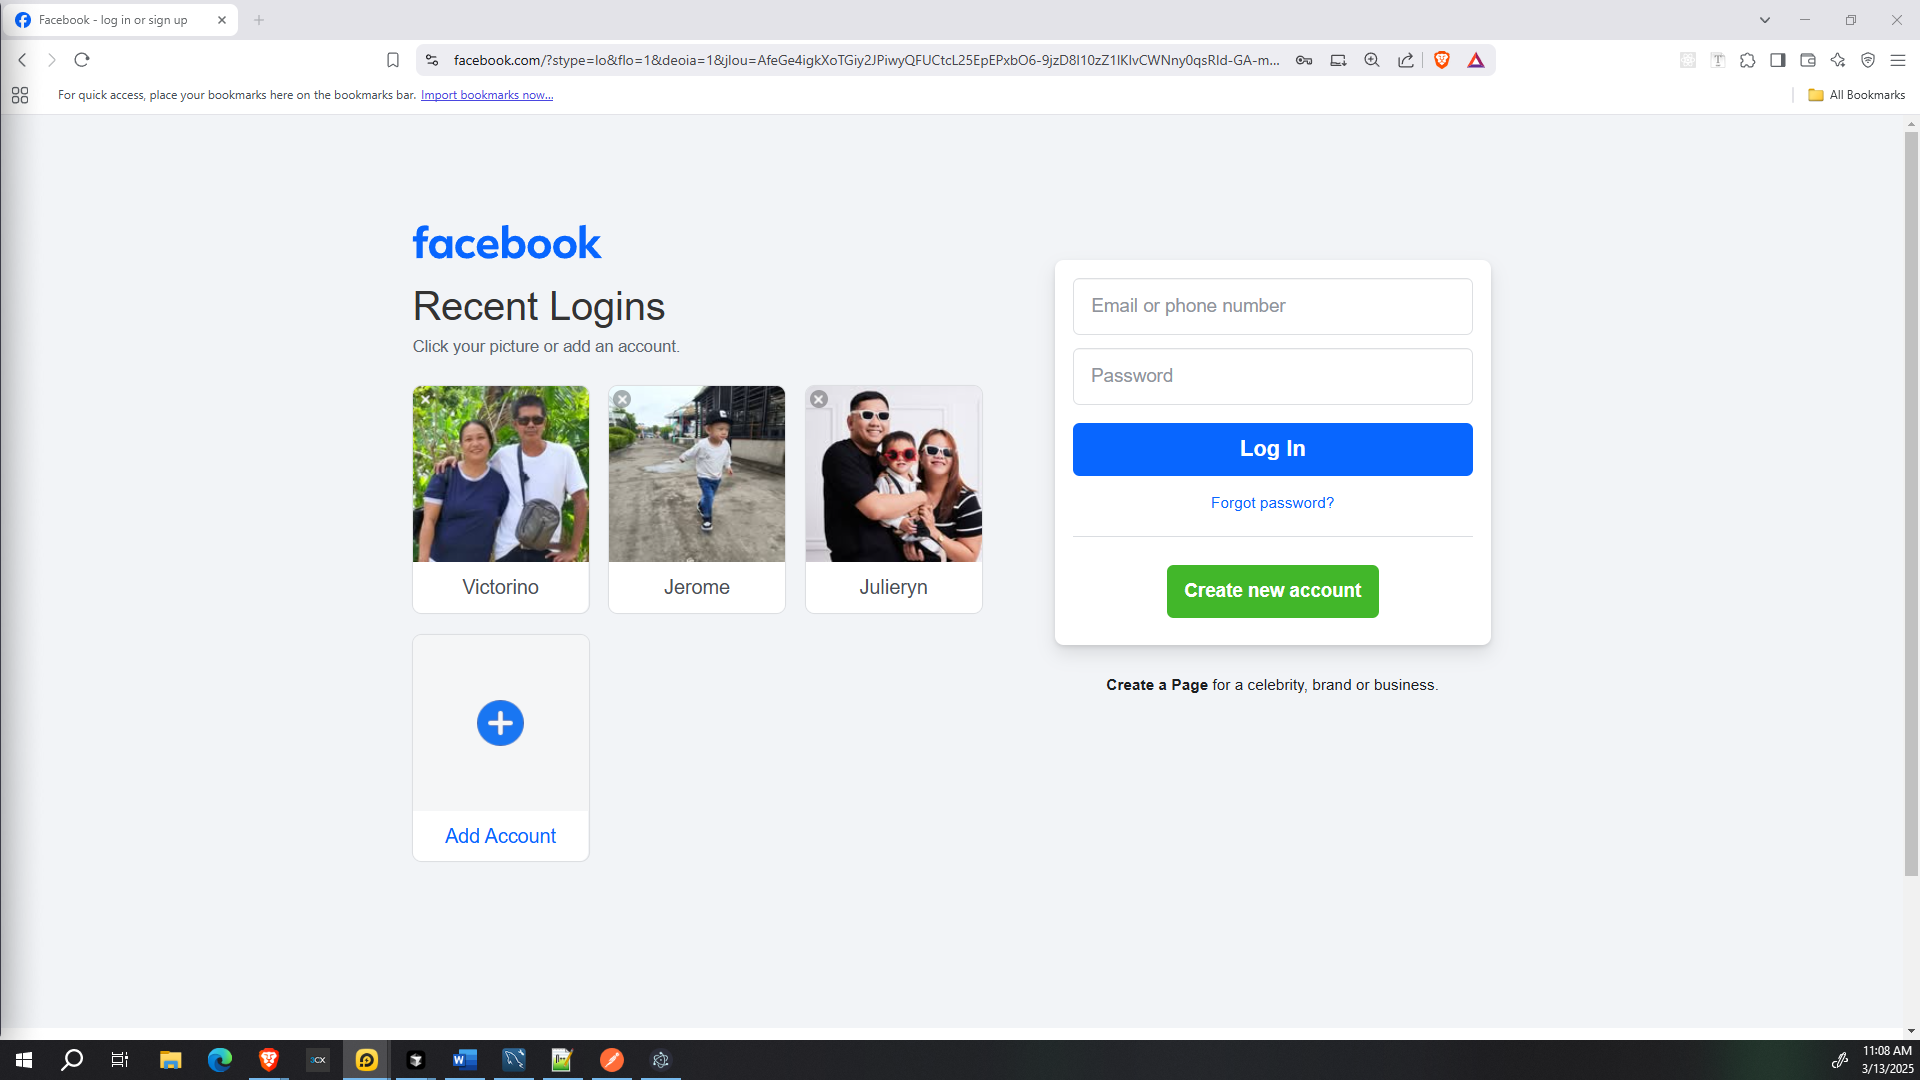 Facebook - log in or sign up
facebook.com/?stype=lo&flo=1&deoia=1&jlou=AfeGe4igkXoTGiy2JPiwyQFUCtcL25EpEPxbO6-9jzD8I10zZ1IKIvCWNny0qsRld-GA-m...
For quick access, place your bookmarks here on the bookmarks bar. Import bookmarks now...
All Bookmarks
facebook
Recent Logins
Click your picture or add an account.
Victorino
Jerome
Julieryn
Add Account
Email or phone number
Password
Log In
Forgot password?
Create new account
Create a Page for a celebrity, brand or business.
11:08 AM
3/13/2025